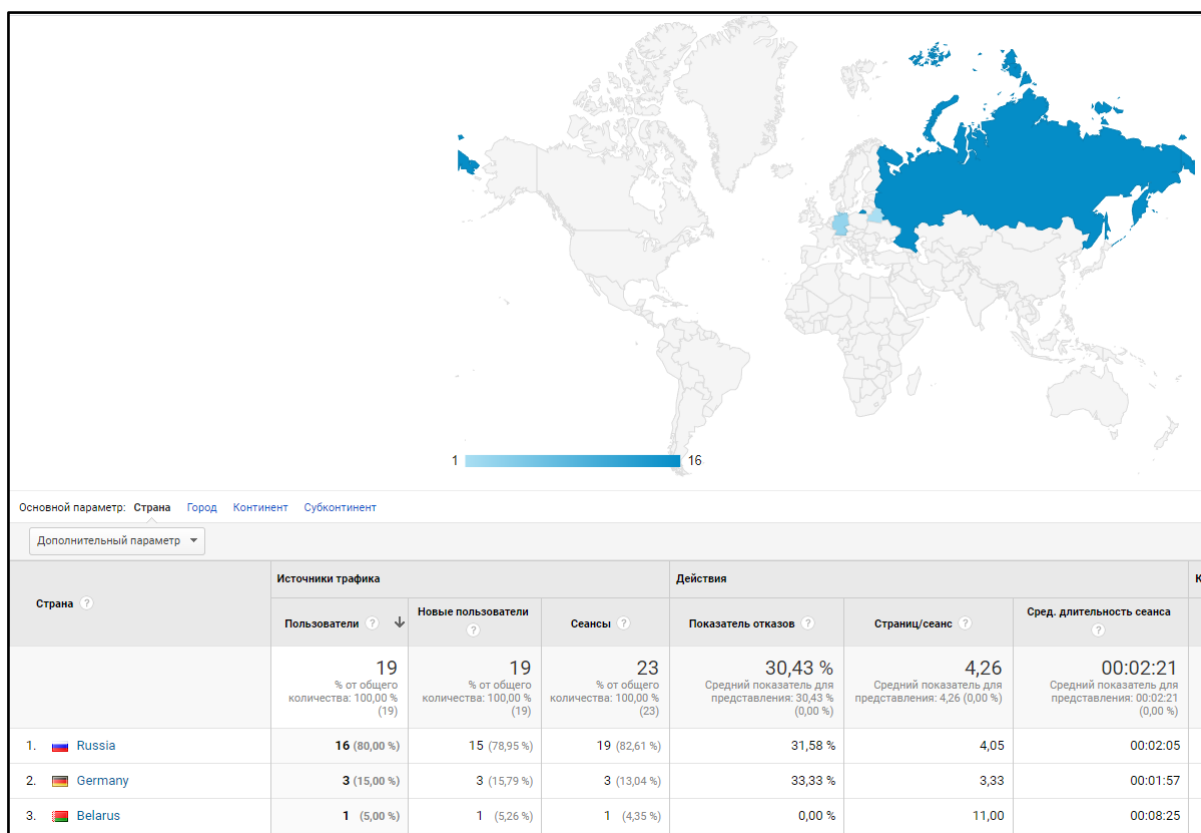 1 16
Основной параметр: Страна Город Континент Субконтинент
Дополнительный параметр
Источники трафика Действия К
Страна ? Пользователи ? Новые пользователи ? Сеансы ? Показатель отказов ? Страниц/сеанс ? Сред. длительность сеанса ?
19 19 23 30,43 % 4,26 00:02:21
% от общего % от общего % от общего Средний показатель для Средний показатель для Средний показатель для
количества: 100,00 % количества: 100,00 % количества: 100,00 % представления: 30,43 % представления: 4,26 (0,00 %) представления: 00:02:21
(19) (19) (23) (0,00 %) (0,00 %)
1. Russia 16 (80,00 %) 15 (78,95 %) 19 (82,61 %) 31,58 % 4,05 00:02:05
2. Germany 3 (15,00 %) 3 (15,79 %) 3 (13,04 %) 33,33 % 3,33 00:01:57
3. Belarus 1 (5,00 %) 1 (5,26 %) 1 (4,35 %) 0,00 % 11,00 00:08:25